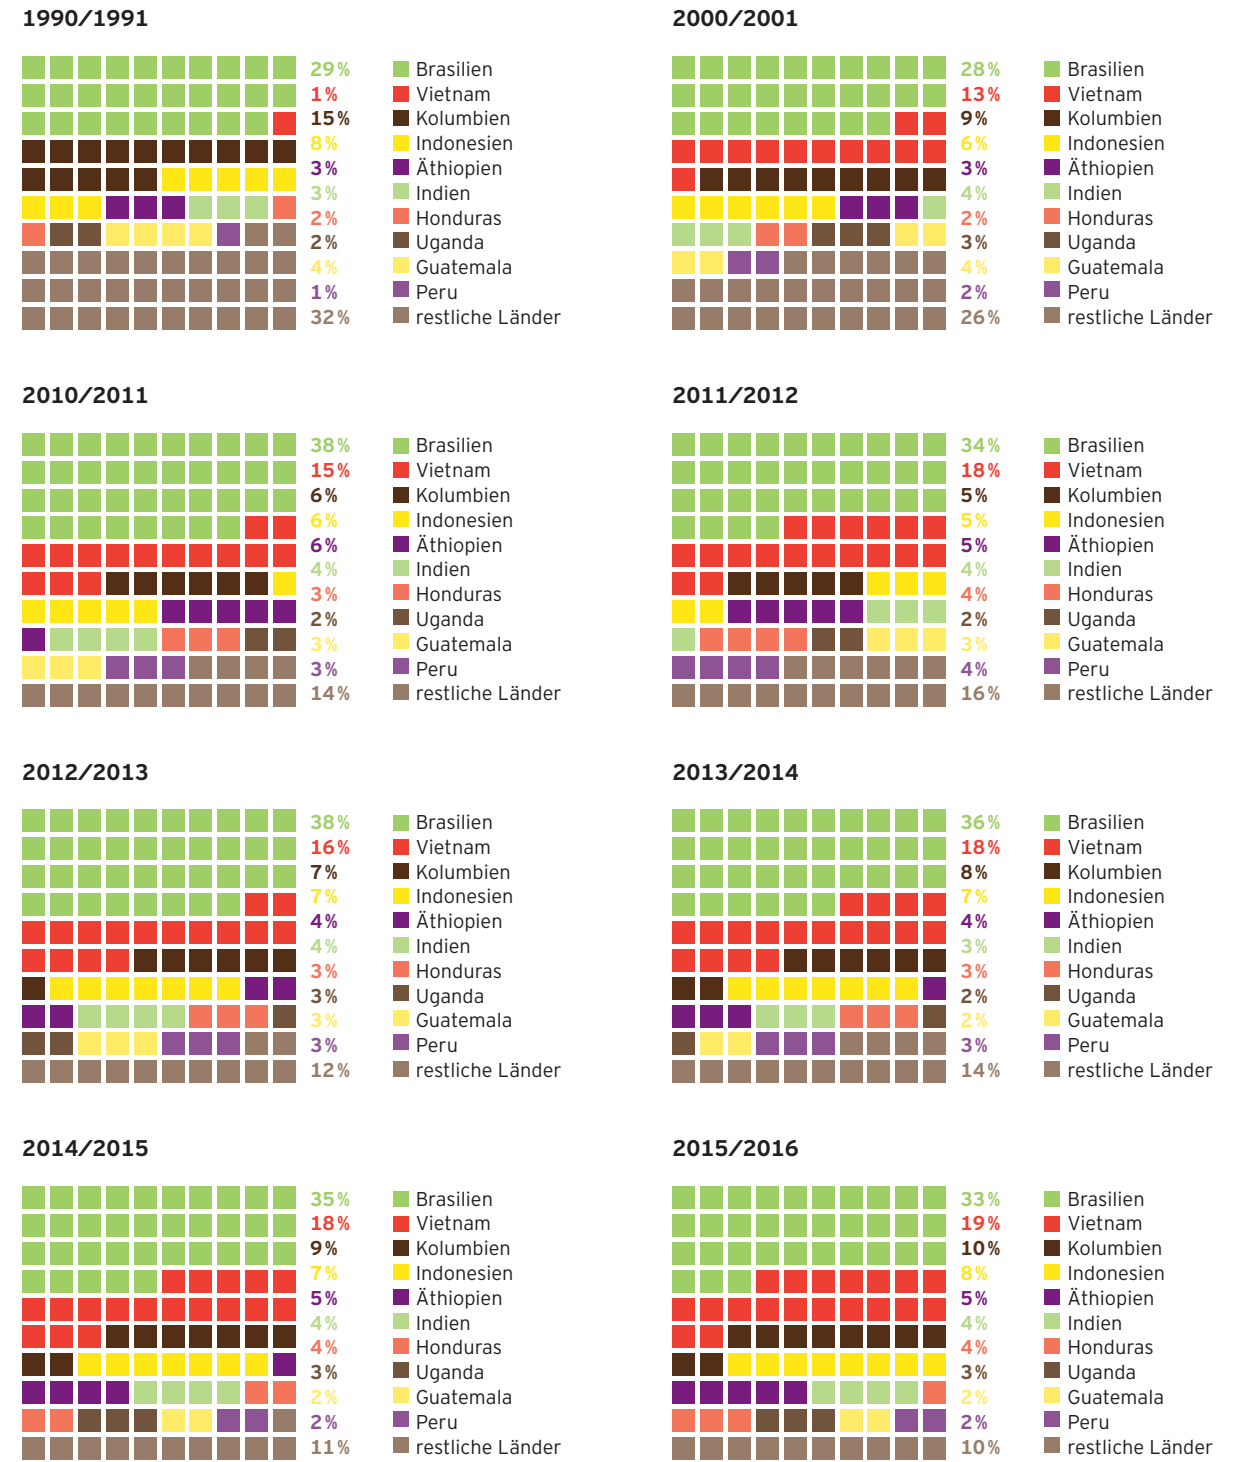 1990/1991
29% Brasilien
1% Vietnam
15% Kolumbien
8% Indonesien
3% Äthiopien
3% Indien
2% Honduras
2% Uganda
4% Guatemala
1% Peru
32% restliche Länder
2000/2001
28% Brasilien
13% Vietnam
9% Kolumbien
6% Indonesien
3% Äthiopien
4% Indien
2% Honduras
3% Uganda
4% Guatemala
2% Peru
26% restliche Länder
2010/2011
38% Brasilien
15% Vietnam
6% Kolumbien
6% Indonesien
6% Äthiopien
4% Indien
3% Honduras
2% Uganda
3% Guatemala
3% Peru
14% restliche Länder
2011/2012
34% Brasilien
18% Vietnam
5% Kolumbien
5% Indonesien
5% Äthiopien
4% Indien
4% Honduras
2% Uganda
3% Guatemala
4% Peru
16% restliche Länder
2012/2013
38% Brasilien
16% Vietnam
7% Kolumbien
7% Indonesien
4% Äthiopien
4% Indien
3% Honduras
3% Uganda
3% Guatemala
3% Peru
12% restliche Länder
2013/2014
36% Brasilien
18% Vietnam
8% Kolumbien
7% Indonesien
4% Äthiopien
3% Indien
3% Honduras
2% Uganda
2% Guatemala
3% Peru
14% restliche Länder
2014/2015
35% Brasilien
18% Vietnam
9% Kolumbien
7% Indonesien
5% Äthiopien
4% Indien
4% Honduras
3% Uganda
2% Guatemala
2% Peru
11% restliche Länder
2015/2016
33% Brasilien
19% Vietnam
10% Kolumbien
8% Indonesien
5% Äthiopien
4% Indien
4% Honduras
3% Uganda
2% Guatemala
2% Peru
10% restliche Länder